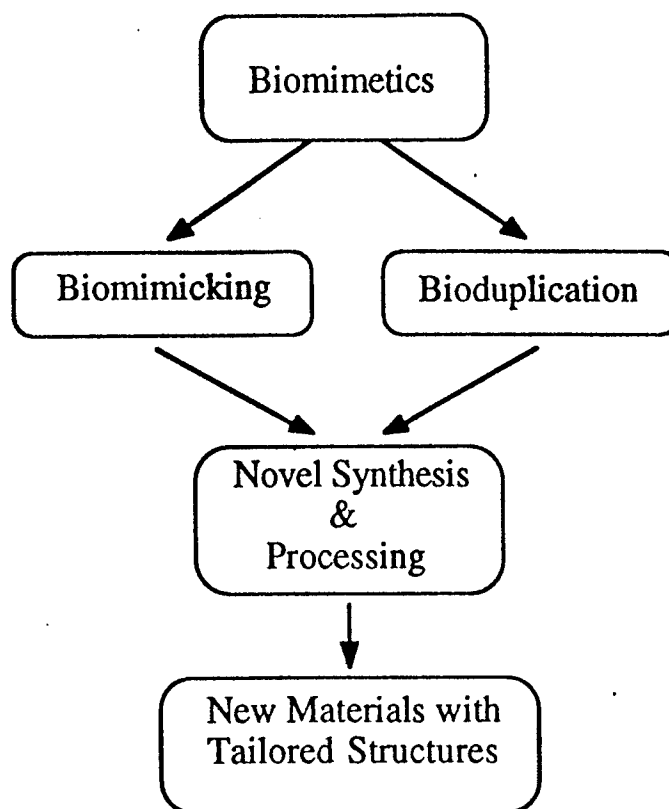 Biomimetics
Biomimicking
Bioduplication
Novel Synthesis
&
Processing
New Materials with
Tailored Structures